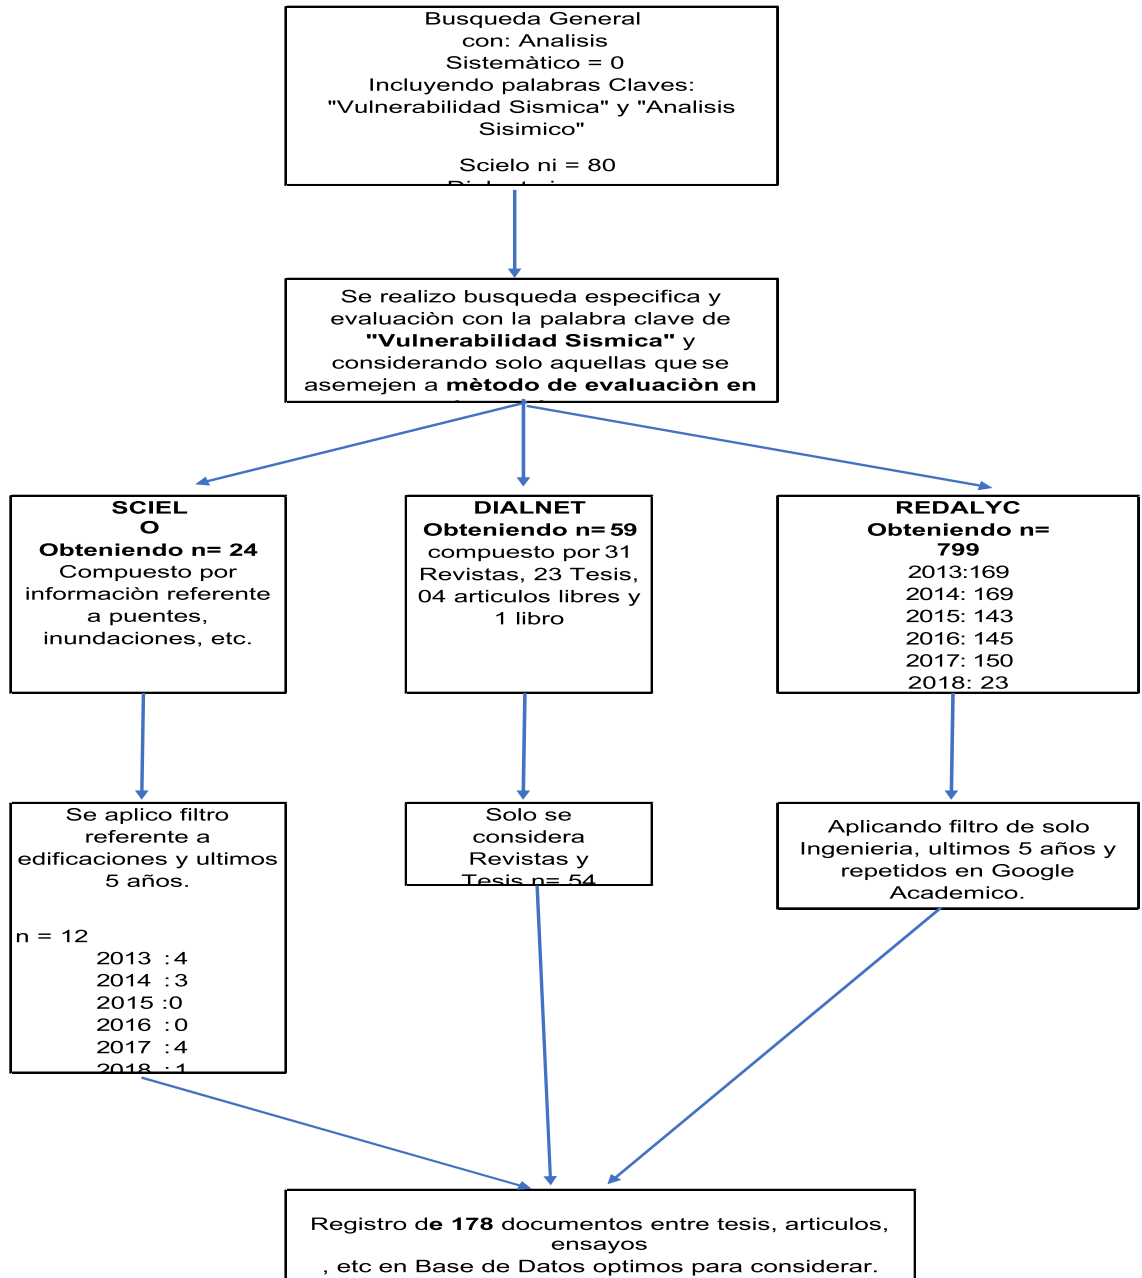 Busqueda General
con: Analisis
Sistemàtico = 0
Incluyendo palabras Claves:
"Vulnerabilidad Sismica" y "Analisis
Sisimico"
Scielo ni = 80
Se realizo busqueda especifica y
evaluaciòn con la palabra clave de
"Vulnerabilidad Sismica" y
considerando solo aquellas que se
asemejen a mètodo de evaluaciòn en
SCIEL
O
Obteniendo n= 24
Compuesto por
informaciòn referente
a puentes,
inundaciones, etc.
DIALNET
Obteniendo n= 59
compuesto por 31
Revistas, 23 Tesis,
04 articulos libres y
1 libro
REDALYC
Obteniendo n=
799
2013:169
2014: 169
2015: 143
2016: 145
2017: 150
2018: 23
Se aplico filtro
referente a
edificaciones y ultimos
5 años.
n = 12
2013 : 4
2014 : 3
2015 :0
2016 : 0
2017 : 4
2018 : 1
Solo se
considera
Revistas y
Tesis n= 54
Aplicando filtro de solo
Ingenieria, ultimos 5 años y
repetidos en Google
Academico.
Registro de 178 documentos entre tesis, articulos,
ensayos
, etc en Base de Datos optimos para considerar.